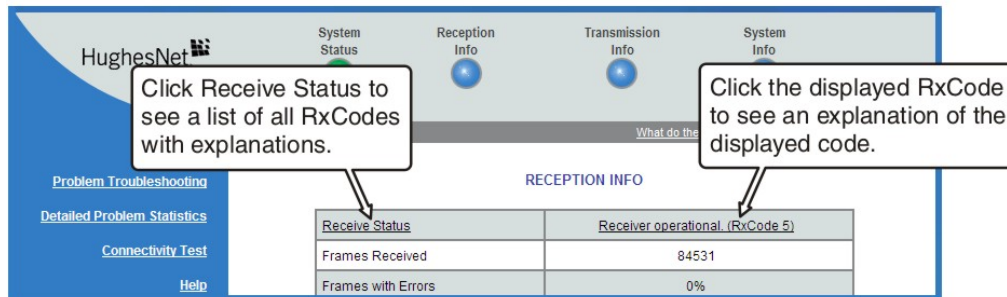 HughesNet
System
Status
Reception
Info
Transmission
Info
System
Info
Click Receive Status to
see a list of all RxCodes
with explanations.
Click the displayed RxCode
to see an explanation of the
displayed code.
What do the
Problem Troubleshooting
Detailed Problem Statistics
Connectivity Test
Help
RECEPTION INFO
Receive Status Receiver operational. (RxCode 5)
Frames Received 84531
Frames with Errors 0%